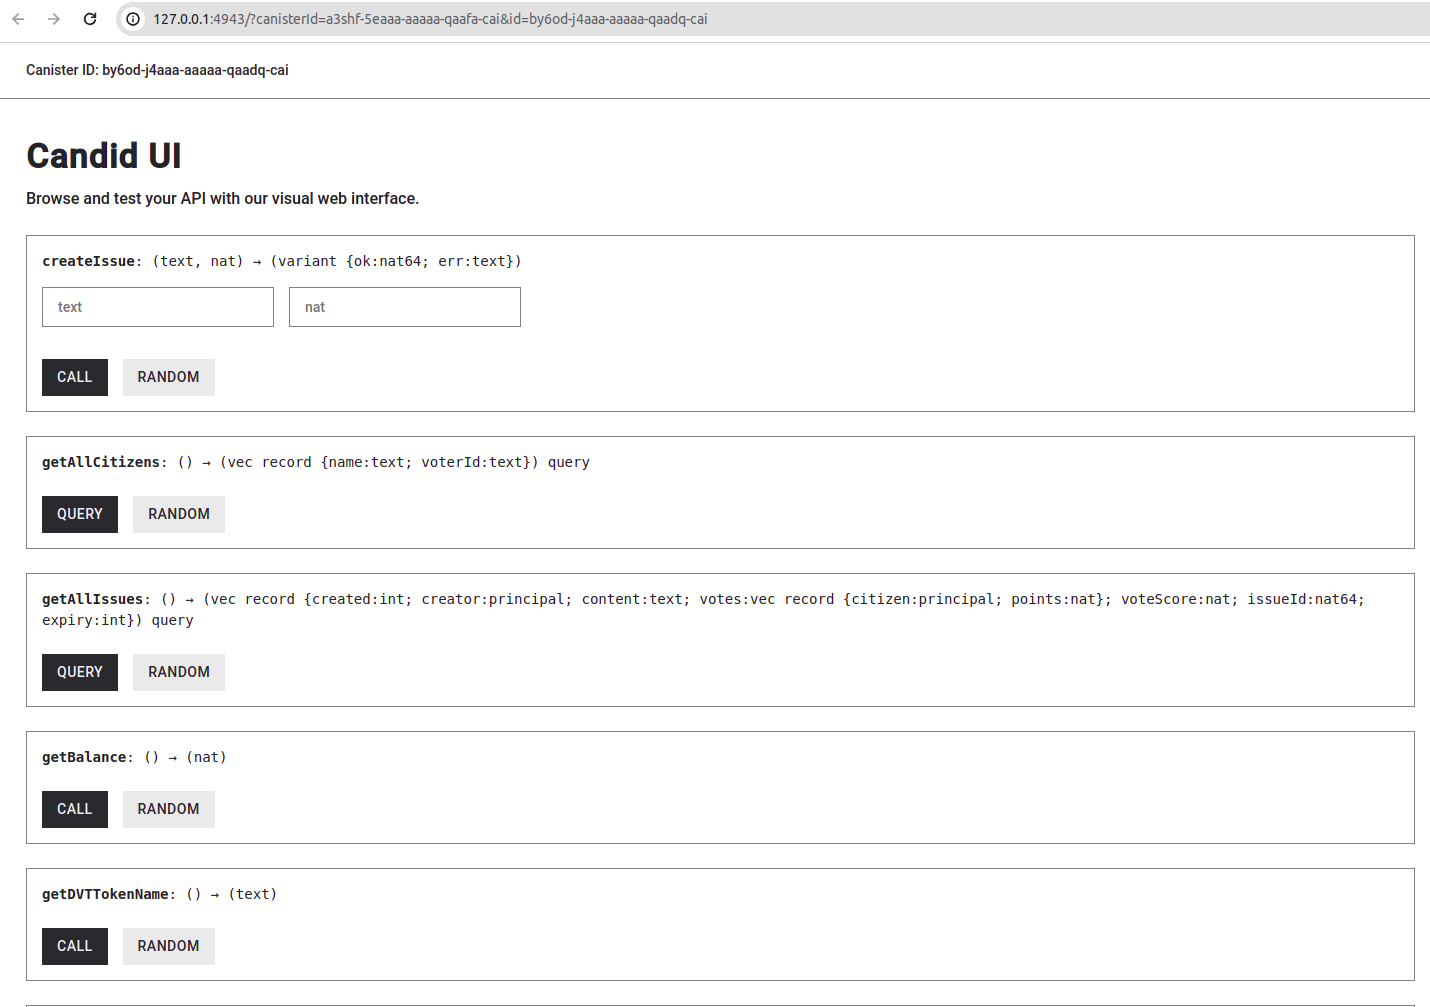 127.0.0.1:4943/?canisterId=a3shf-5eaaa-aaaaa-qaafa-cai&id=by6od-j4aaa-aaaaa-qaadq-cai
Canister ID: by6od-j4aaa-aaaaa-qaadq-cai
Candid UI
Browse and test your API with our visual web interface.
createIssue: (text, nat) → (variant {ok:nat64; err:text})
text nat
CALL RANDOM
getAllCitizens: () → (vec record {name:text; voterId:text}) query
QUERY RANDOM
getAllIssues: () → (vec record {created:int; creator:principal; content:text; votes:vec record {citizen:principal; points:nat}; voteScore:nat; issueId:nat64;
expiry:int}) query
QUERY RANDOM
getBalance: () → (nat)
CALL RANDOM
getDVTTokenName: () → (text)
CALL RANDOM